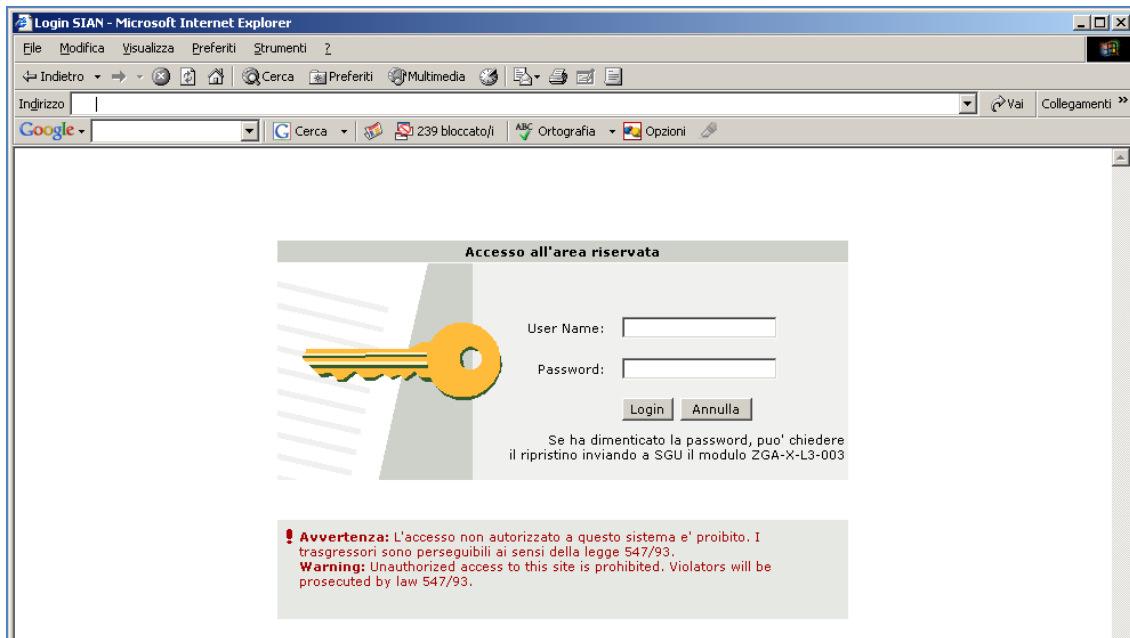 Login SIAN - Microsoft Internet Explorer
File Modifica Visualizza Preferiti Strumenti ?
Indietro Cerca Preferiti Multimedia
Indirizzo Vai Collegamenti »
Google Cerca 239 bloccato/i ABC Ortografia Opzioni
Accesso all'area riservata
User Name:
Password:
Login Annulla
Se ha dimenticato la password, puo' chiedere
il ripristino inviando a SGU il modulo ZGA-X-L3-003
Avvertenza: L'accesso non autorizzato a questo sistema e' proibito. I
trasgressori sono perseguibili ai sensi della legge 547/93.
Warning: Unauthorized access to this site is prohibited. Violators will be
prosecuted by law 547/93.